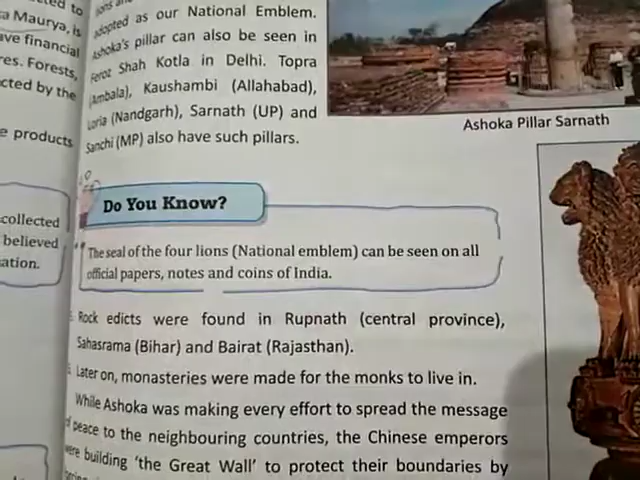 a Maurya, is
ave financial
res. Forests,
cted by the
e products
collected
believed
ation.
adopted as our National Emblem.
Ashoka's pillar can also be seen in
Feroz Shah Kotla in Delhi. Topra
(Ambala), Kaushambi (Allahabad),
Loria (Nandgarh), Sarnath (UP) and
Sanchi (MP) also have such pillars.
Ashoka Pillar Sarnath
Do You Know?
The seal of the four lions (National emblem) can be seen on all
official papers, notes and coins of India.
Rock edicts were found in Rupnath (central province),
Sahasrama (Bihar) and Bairat (Rajasthan).
Later on, monasteries were made for the monks to live in.
While Ashoka was making every effort to spread the message
of peace to the neighbouring countries, the Chinese emperors
were building 'the Great Wall' to protect their boundaries by